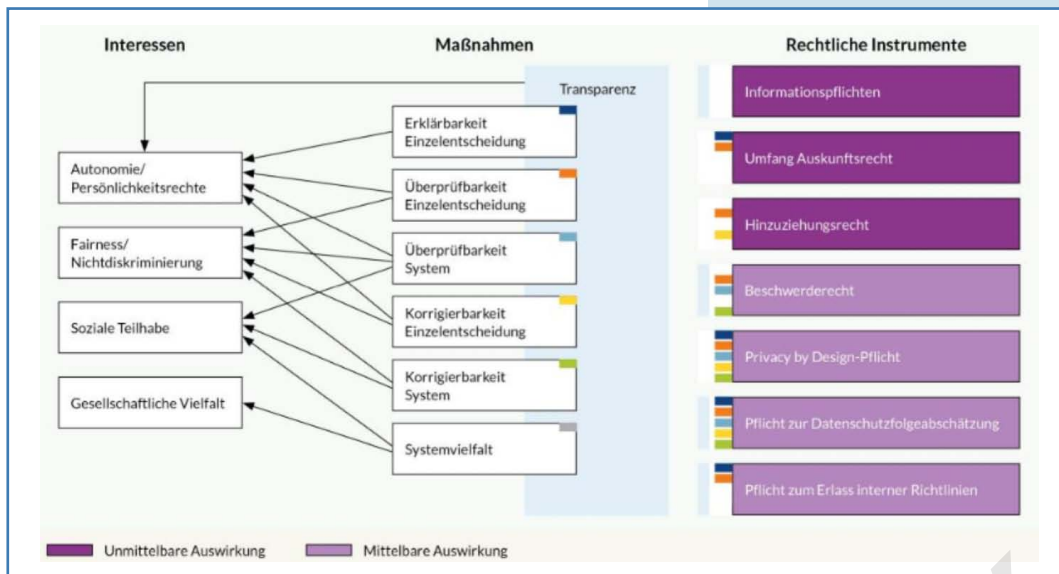 Interessen
Maßnahmen
Rechtliche Instrumente
Transparenz
Autonomie/
Persönlichkeitsrechte
Fairness/
Nichtdiskriminierung
Soziale Teilhabe
Gesellschaftliche Vielfalt
Erklärbarkeit
Einzelentscheidung
Überprüfbarkeit
Einzelentscheidung
Überprüfbarkeit
System
Korrigierbarkeit
Einzelentscheidung
Korrigierbarkeit
System
Systemvielfalt
Informationspflichten
Umfang Auskunftsrecht
Hinzuziehungsrecht
Beschwerderecht
Privacy by Design-Pflicht
Pflicht zur Datenschutzfolgeabschätzung
Pflicht zum Erlass interner Richtlinien
Unmittelbare Auswirkung
Mittelbare Auswirkung